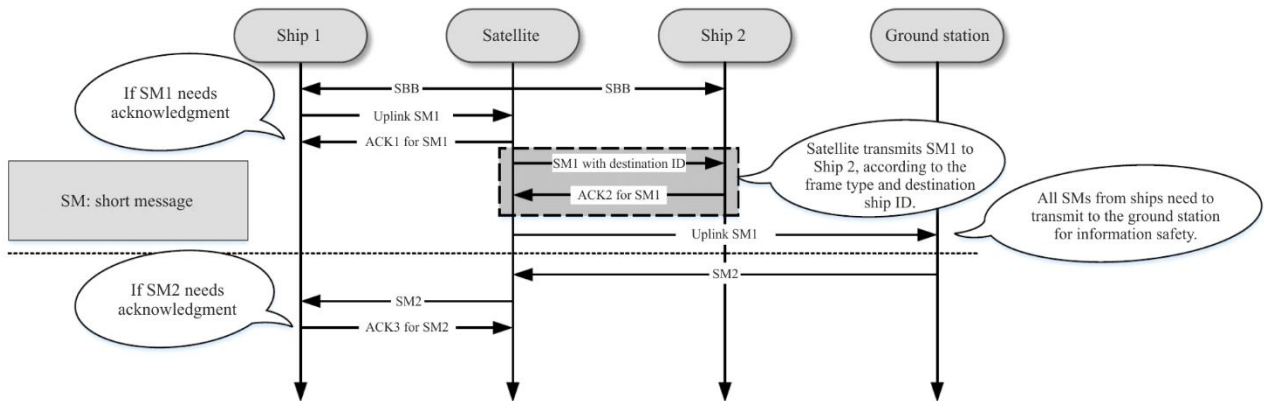 Ship 1
Satellite
Ship 2
Ground station
If SM1 needs
acknowledgment
SBB
SBB
Uplink SM1
ACK1 for SM1
SM1 with destination ID
ACK2 for SM1
Satellite transmits SM1 to
Ship 2, according to the
frame type and destination
ship ID.
SM: short message
Uplink SM1
All SMs from ships need to
transmit to the ground station
for information safety.
SM2
If SM2 needs
acknowledgment
SM2
ACK3 for SM2